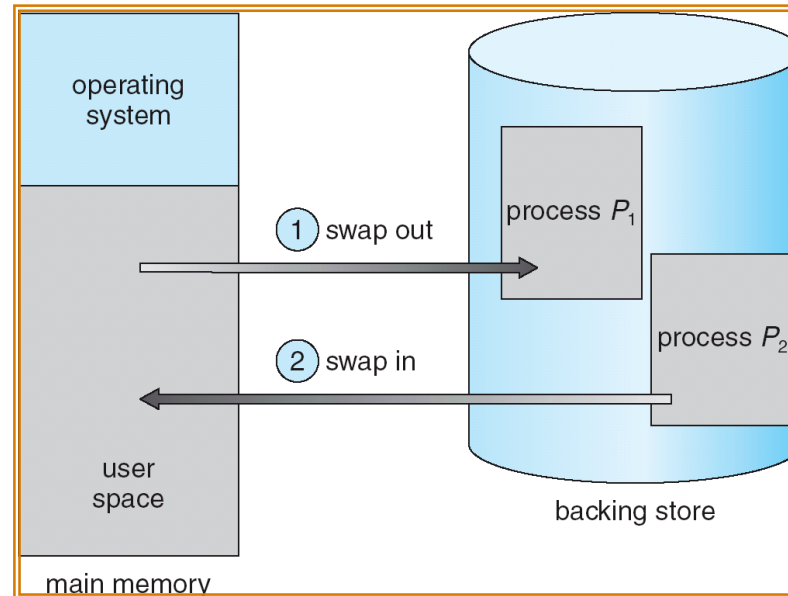 operating
system
process P₁
1 swap out
process P₂
2 swap in
user
space
backing store
main memory